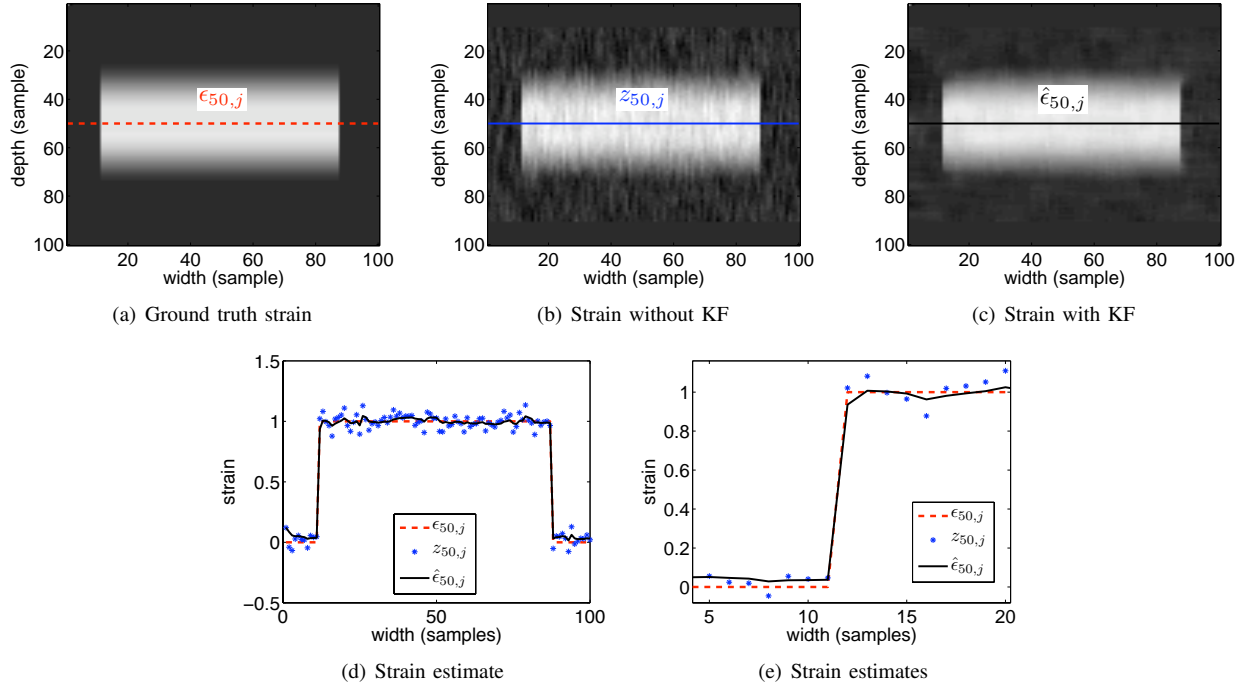 20
40
60
80
100
depth (sample)
ϵ50,j
20 40 60 80 100
width (sample)
(a) Ground truth strain
20
40
60
80
100
depth (sample)
z50,j
20 40 60 80 100
width (sample)
(b) Strain without KF
20
40
60
80
100
depth (sample)
ϵ̂50,j
20 40 60 80 100
width (sample)
(c) Strain with KF
1.5
1
0.5
0
−0.5
strain
ϵ50,j
z50,j
ϵ̂50,j
0 50 100
width (samples)
(d) Strain estimate
1
0.8
0.6
0.4
0.2
0
strain
ϵ50,j
z50,j
ϵ̂50,j
5 10 15 20
width (samples)
(e) Strain estimates